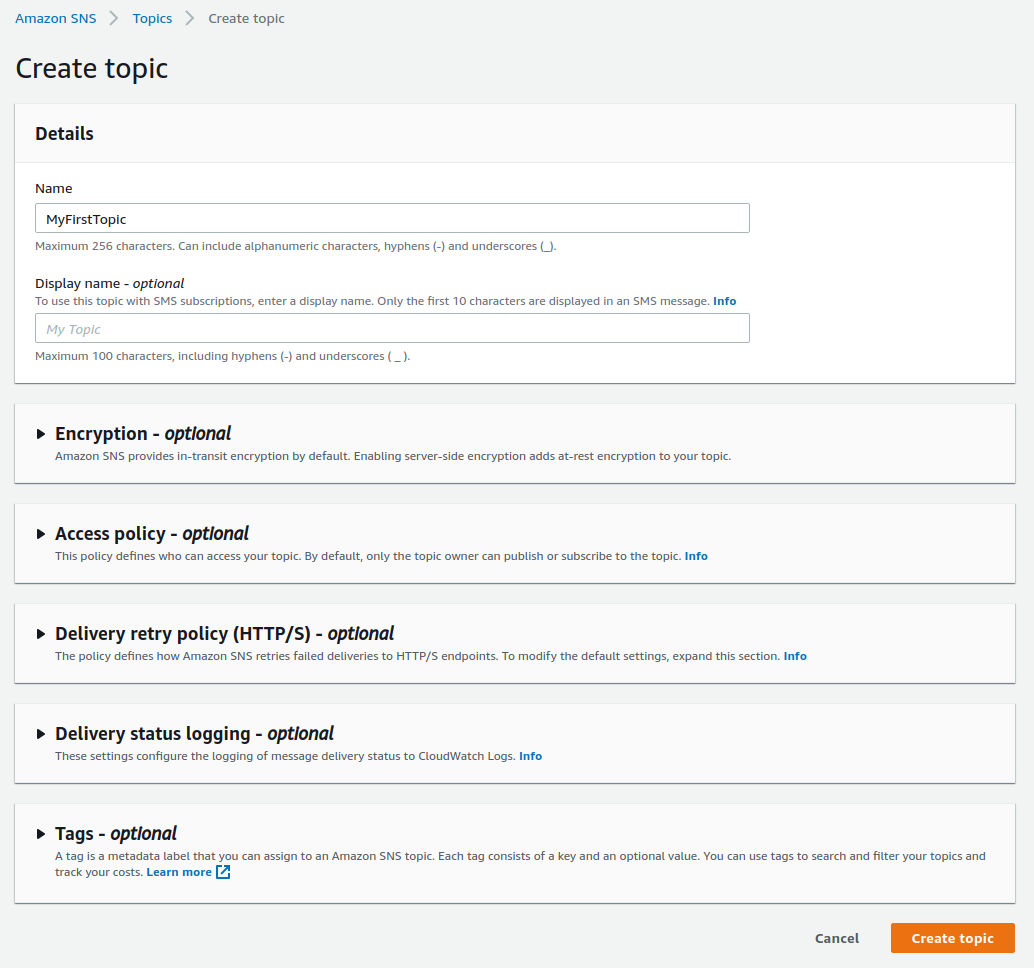 Amazon SNS > Topics > Create topic
Create topic
Details
Name
MyFirstTopic
Maximum 256 characters. Can include alphanumeric characters, hyphens (-) and underscores (_).
Display name - optional
To use this topic with SMS subscriptions, enter a display name. Only the first 10 characters are displayed in an SMS message. Info
My Topic
Maximum 100 characters, including hyphens (-) and underscores ( _ ).
Encryption - optional
Amazon SNS provides in-transit encryption by default. Enabling server-side encryption adds at-rest encryption to your topic.
Access policy - optional
This policy defines who can access your topic. By default, only the topic owner can publish or subscribe to the topic. Info
Delivery retry policy (HTTP/S) - optional
The policy defines how Amazon SNS retries failed deliveries to HTTP/S endpoints. To modify the default settings, expand this section. Info
Delivery status logging - optional
These settings configure the logging of message delivery status to CloudWatch Logs. Info
Tags - optional
A tag is a metadata label that you can assign to an Amazon SNS topic. Each tag consists of a key and an optional value. You can use tags to search and filter your topics and
track your costs. Learn more
Cancel Create topic